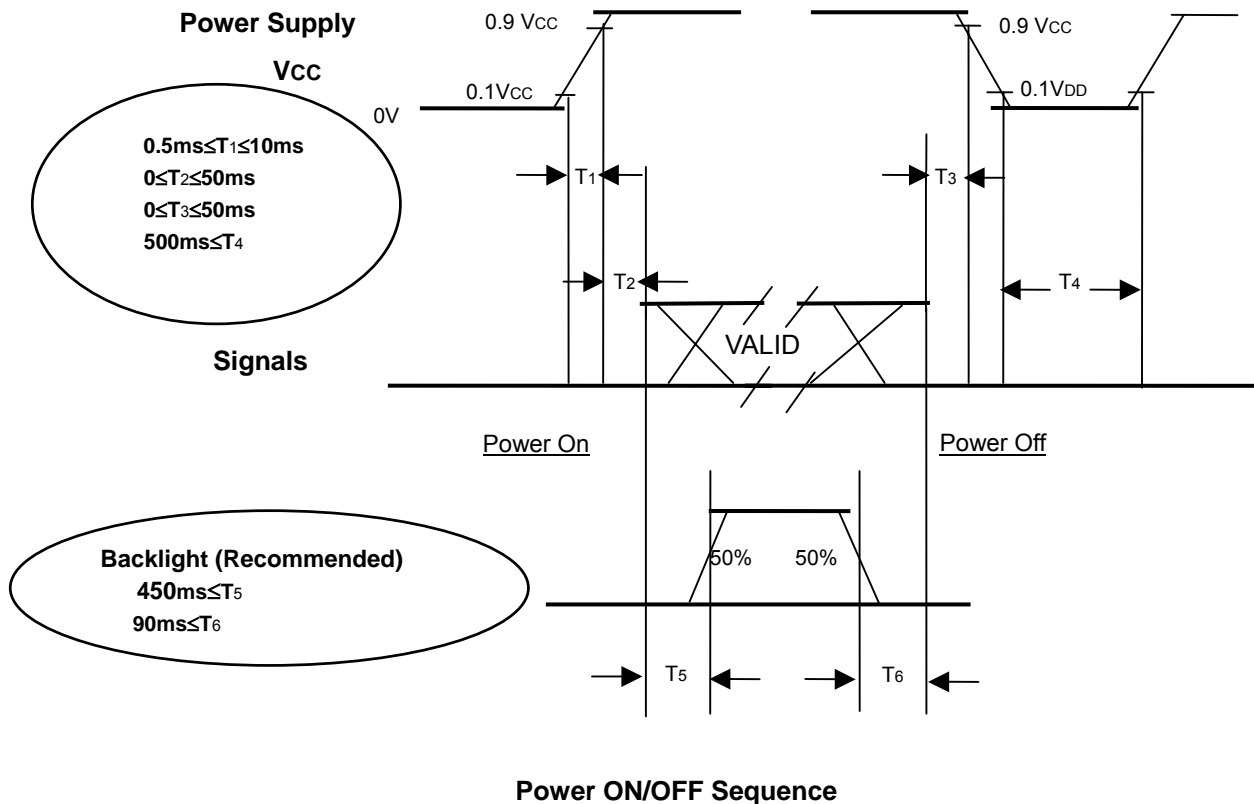 Power Supply
0.9 VCC
0.9 VCC
VCC
0.1VCC
0.1VDD
0V
0.5ms≤T1≤10ms
0≤T2≤50ms
0≤T3≤50ms
500ms≤T4
T1
T3
T2
T4
VALID
Signals
Power On
Power Off
Backlight (Recommended)
450ms≤T5
90ms≤T6
50%
50%
T5
T6
Power ON/OFF Sequence